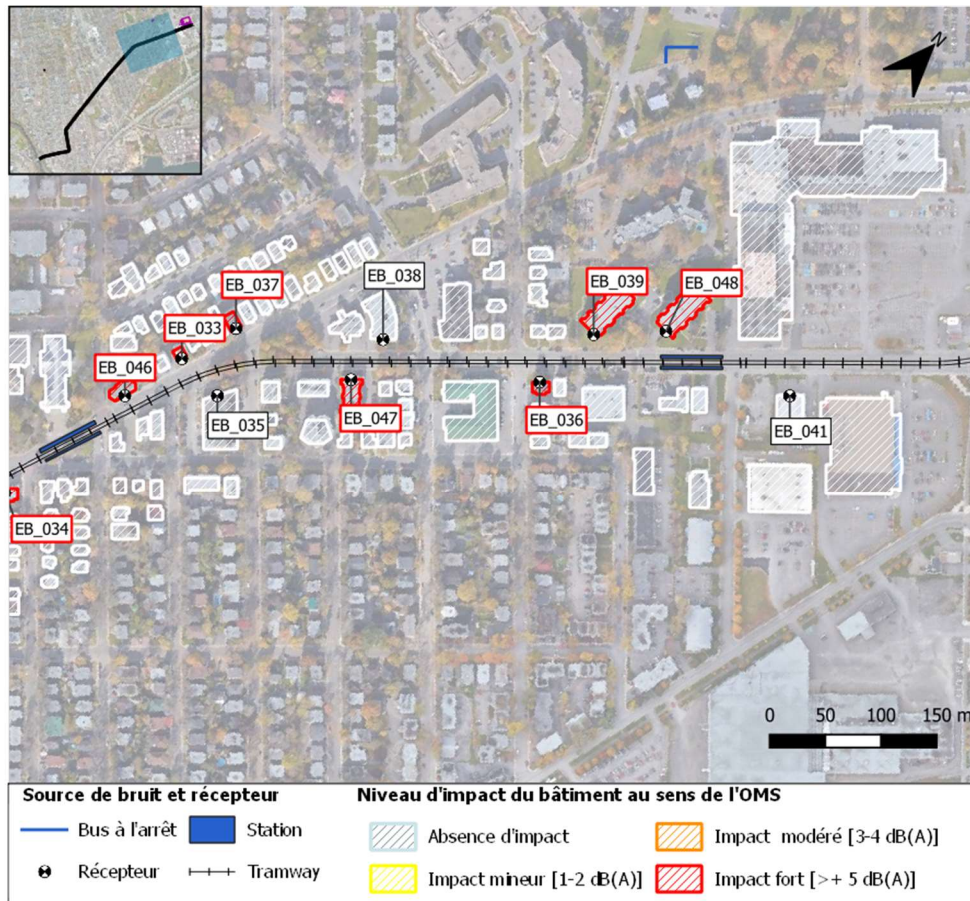 N
EB_037
EB_038
EB_039
EB_048
EB_033
EB_046
EB_035
EB_047
EB_036
EB_041
EB_034
0 50 100 150 m
Source de bruit et récepteur
Bus à l'arrêt
Station
Récepteur
Tramway
Niveau d'impact du bâtiment au sens de l'OMS
Absence d'impact
Impact modéré [3-4 dB(A)]
Impact mineur [1-2 dB(A)]
Impact fort [>+ 5 dB(A)]